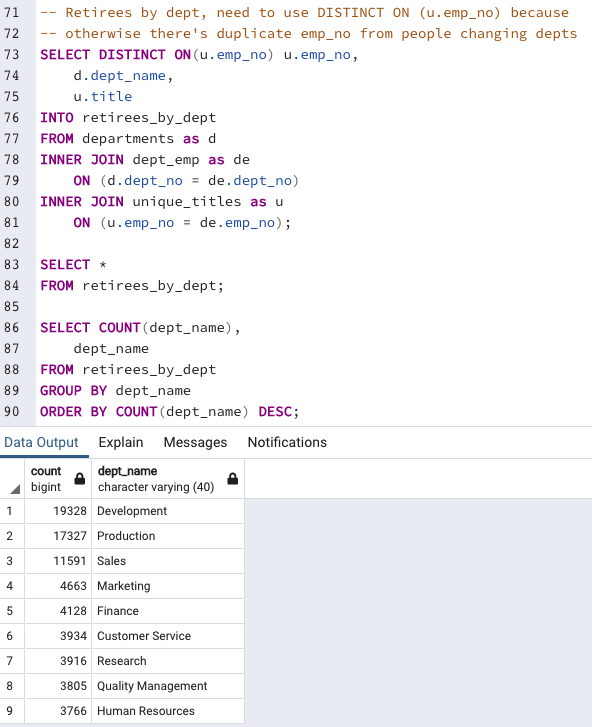 71 -- Retirees by dept, need to use DISTINCT ON (u.emp_no) because
72 -- otherwise there's duplicate emp_no from people changing depts
73 SELECT DISTINCT ON(u.emp_no) u.emp_no,
74     d.dept_name,
75     u.title
76 INTO retirees_by_dept
77 FROM departments as d
78 INNER JOIN dept_emp as de
79     ON (d.dept_no = de.dept_no)
80 INNER JOIN unique_titles as u
81     ON (u.emp_no = de.emp_no);
82
83 SELECT *
84 FROM retirees_by_dept;
85
86 SELECT COUNT(dept_name),
87     dept_name
88 FROM retirees_by_dept
89 GROUP BY dept_name
90 ORDER BY COUNT(dept_name) DESC;
Data Output Explain Messages Notifications
count dept_name
bigint character varying (40)
1 19328 Development
2 17327 Production
3 11591 Sales
4 4663 Marketing
5 4128 Finance
6 3934 Customer Service
7 3916 Research
8 3805 Quality Management
9 3766 Human Resources